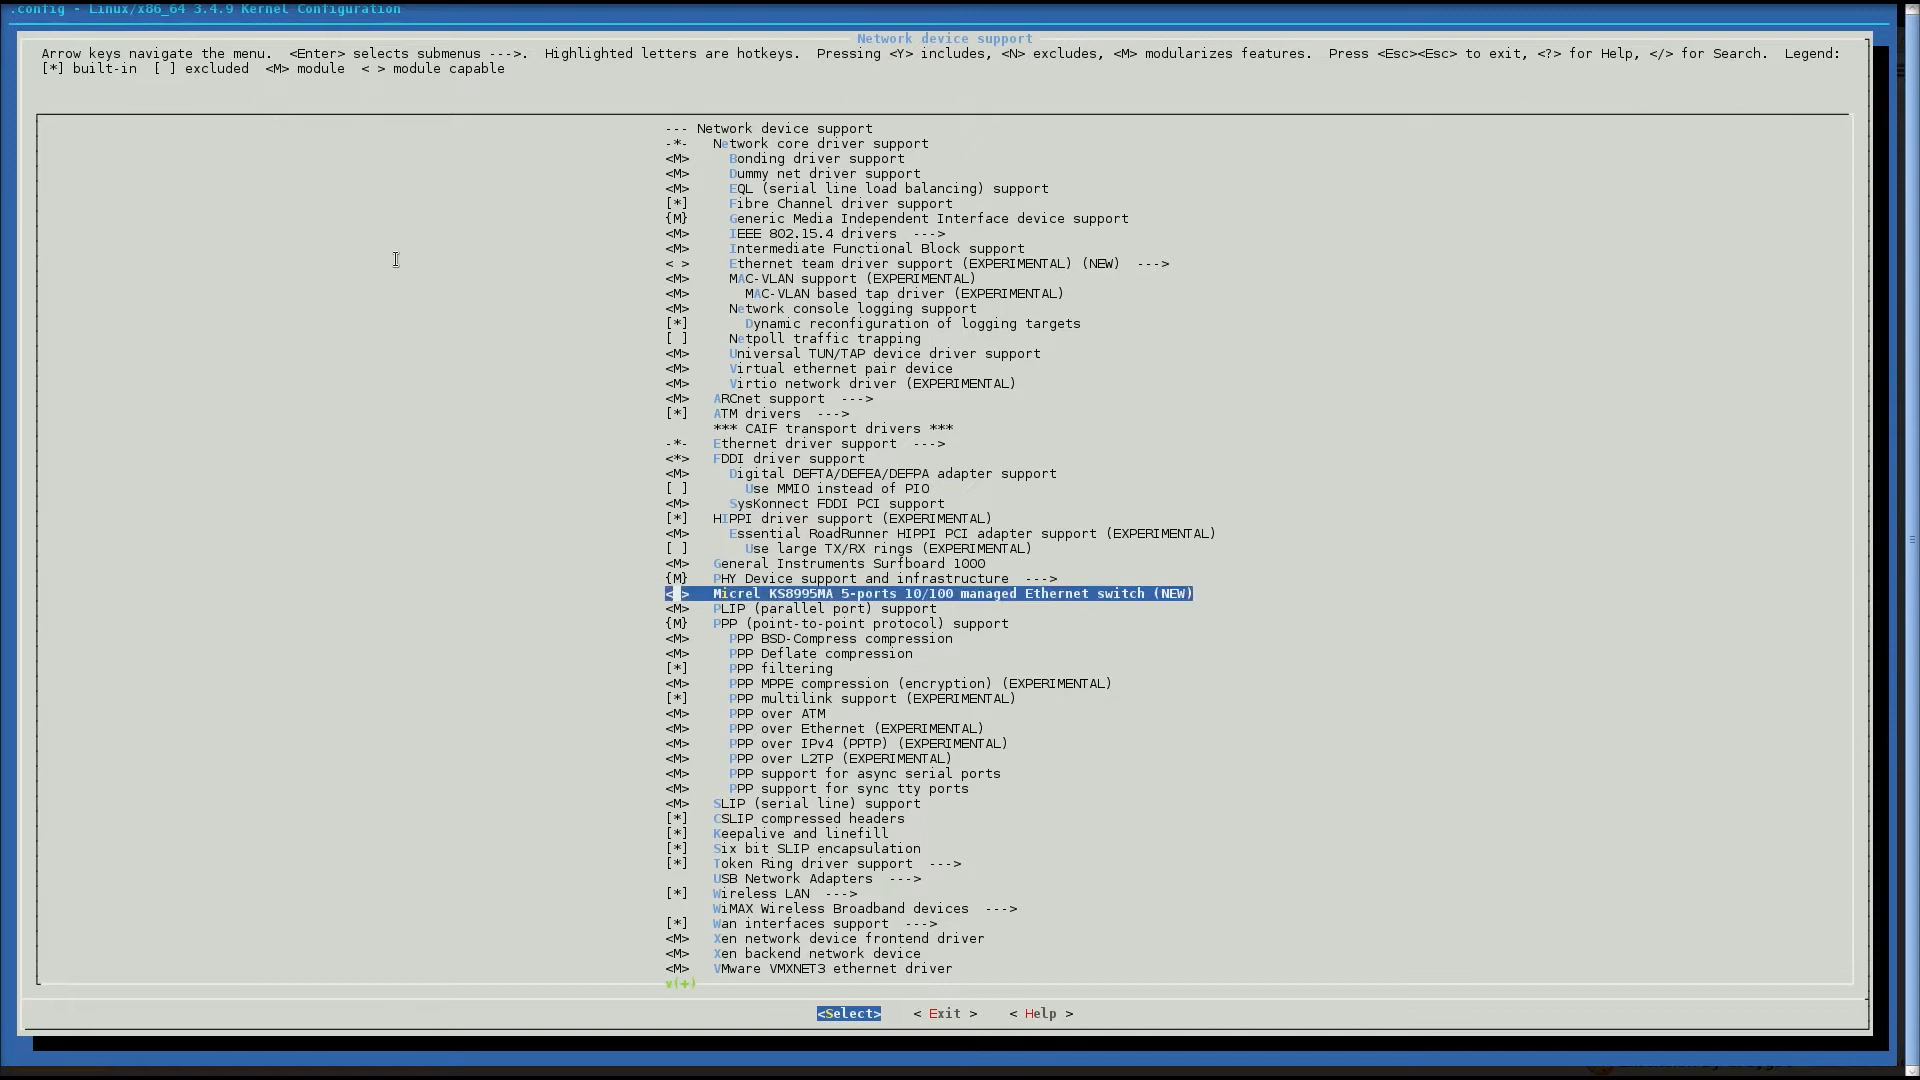 .config - Linux/x86_64 3.4.9 Kernel Configuration
Network device support
Arrow keys navigate the menu.  <Enter> selects submenus --->.  Highlighted letters are hotkeys.  Pressing <Y> includes, <N> excludes, <M> modularizes features.  Press <Esc><Esc> to exit, <?> for Help, </> for Search.  Legend:
[*] built-in  [ ] excluded  <M> module  < > module capable
--- Network device support
-*-   Network core driver support
<M>     Bonding driver support
<M>     Dummy net driver support
<M>     EQL (serial line load balancing) support
[*]     Fibre Channel driver support
{M}     Generic Media Independent Interface device support
<M>     IEEE 802.15.4 drivers  --->
<M>     Intermediate Functional Block support
< >     Ethernet team driver support (EXPERIMENTAL) (NEW)  --->
<M>     MAC-VLAN support (EXPERIMENTAL)
<M>       MAC-VLAN based tap driver (EXPERIMENTAL)
<M>     Network console logging support
[*]       Dynamic reconfiguration of logging targets
[ ]     Netpoll traffic trapping
<M>     Universal TUN/TAP device driver support
<M>     Virtual ethernet pair device
<M>     Virtio network driver (EXPERIMENTAL)
<M>   ARCnet support  --->
[*]   ATM drivers  --->
      *** CAIF transport drivers ***
-*-   Ethernet driver support  --->
<*>   FDDI driver support
<M>     Digital DEFTA/DEFEA/DEFPA adapter support
[ ]       Use MMIO instead of PIO
<M>     SysKonnect FDDI PCI support
[*]   HIPPI driver support (EXPERIMENTAL)
<M>     Essential RoadRunner HIPPI PCI adapter support (EXPERIMENTAL)
[ ]       Use large TX/RX rings (EXPERIMENTAL)
<M>   General Instruments Surfboard 1000
{M}   PHY Device support and infrastructure  --->
< >   Micrel KS8995MA 5-ports 10/100 managed Ethernet switch (NEW)
<M>   PLIP (parallel port) support
{M}   PPP (point-to-point protocol) support
<M>     PPP BSD-Compress compression
<M>     PPP Deflate compression
[*]     PPP filtering
<M>     PPP MPPE compression (encryption) (EXPERIMENTAL)
[*]     PPP multilink support (EXPERIMENTAL)
<M>     PPP over ATM
<M>     PPP over Ethernet (EXPERIMENTAL)
<M>     PPP over IPv4 (PPTP) (EXPERIMENTAL)
<M>     PPP over L2TP (EXPERIMENTAL)
<M>     PPP support for async serial ports
<M>     PPP support for sync tty ports
<M>   SLIP (serial line) support
[*]   CSLIP compressed headers
[*]   Keepalive and linefill
[*]   Six bit SLIP encapsulation
[*]   Token Ring driver support  --->
      USB Network Adapters  --->
[*]   Wireless LAN  --->
      WiMAX Wireless Broadband devices  --->
[*]   Wan interfaces support  --->
<M>   Xen network device frontend driver
<M>   Xen backend network device
<M>   VMware VMXNET3 ethernet driver
v(+)
<Select>    < Exit >    < Help >